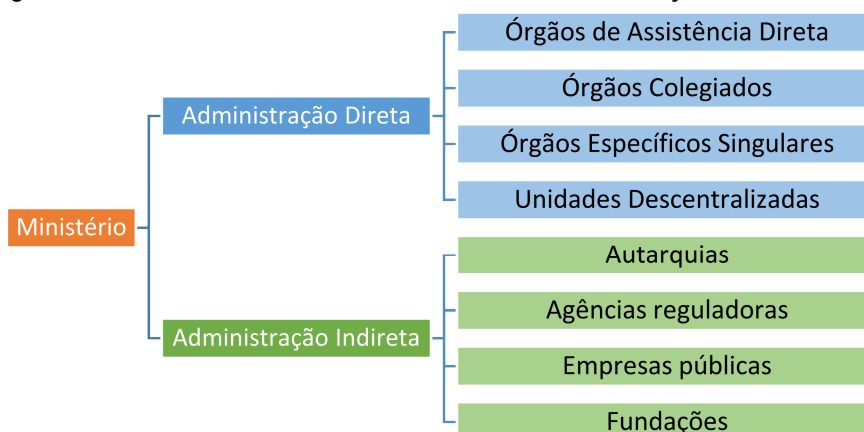 Ministério
Administração Direta
Órgãos de Assistência Direta
Órgãos Colegiados
Órgãos Específicos Singulares
Unidades Descentralizadas
Administração Indireta
Autarquias
Agências reguladoras
Empresas públicas
Fundações